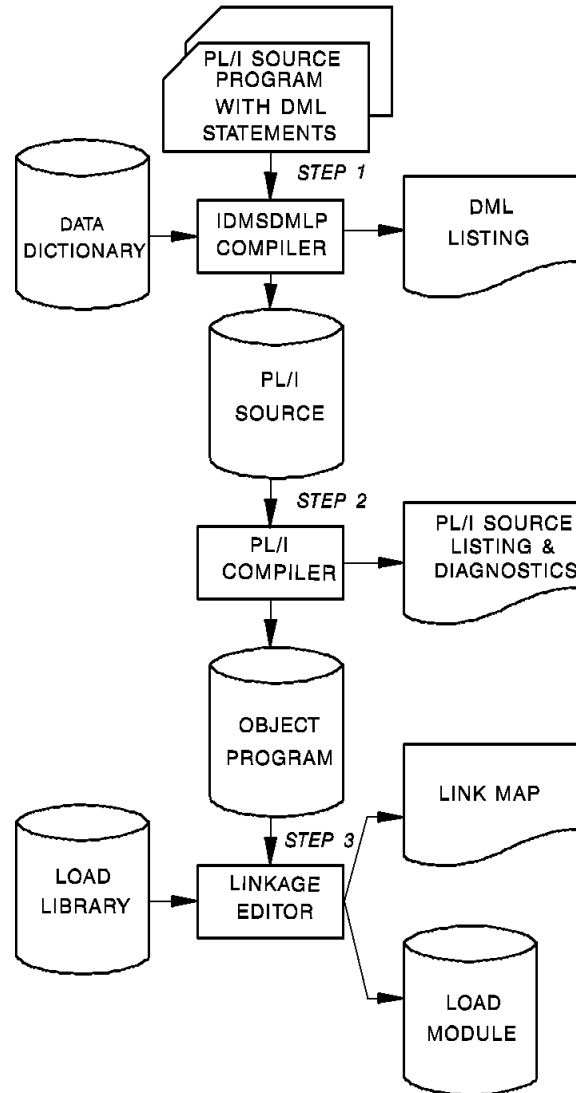 PL/I SOURCE
PROGRAM
WITH DML
STATEMENTS
STEP 1
DATA
DICTIONARY
IDMSDMLP
COMPILER
DML
LISTING
PL/I
SOURCE
STEP 2
PL/I
COMPILER
PL/I SOURCE
LISTING &
DIAGNOSTICS
OBJECT
PROGRAM
STEP 3
LINK MAP
LOAD
LIBRARY
LINKAGE
EDITOR
LOAD
MODULE